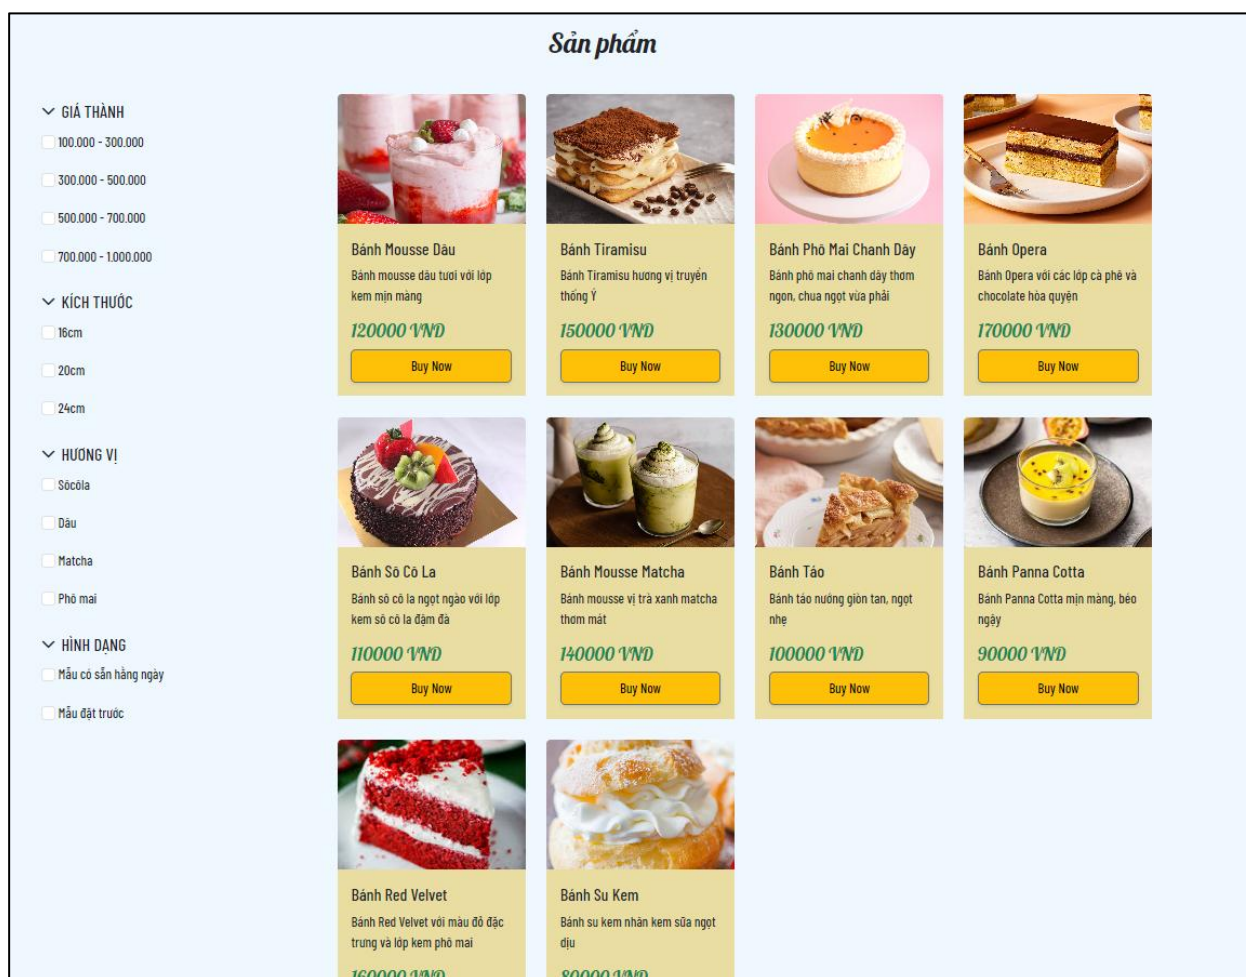 Sản phẩm
GIÁ THÀNH
100.000 - 300.000
300.000 - 500.000
500.000 - 700.000
700.000 - 1.000.000
KÍCH THƯỚC
16cm
20cm
24cm
HƯƠNG VỊ
Sôcôla
Dâu
Matcha
Phô mai
HÌNH DẠNG
Mẫu có sẵn hằng ngày
Mẫu đặt trước
Bánh Mousse Dâu
Bánh mousse dâu tươi với lớp
kem mịn màng
120000 VND
Buy Now
Bánh Tiramisu
Bánh Tiramisu hương vị truyền
thống Ý
150000 VND
Buy Now
Bánh Phô Mai Chanh Dây
Bánh phô mai chanh dây thơm
ngon, chua ngọt vừa phải
130000 VND
Buy Now
Bánh Opera
Bánh Opera với các lớp cà phê và
chocolate hòa quyện
170000 VND
Buy Now
Bánh Sô Cô La
Bánh sô cô la ngọt ngào với lớp
kem sô cô la đậm đà
110000 VND
Buy Now
Bánh Mousse Matcha
Bánh mousse vị trà xanh matcha
thơm mát
140000 VND
Buy Now
Bánh Táo
Bánh táo nướng giòn tan, ngọt
nhẹ
100000 VND
Buy Now
Bánh Panna Cotta
Bánh Panna Cotta mịn màng, béo
ngậy
90000 VND
Buy Now
Bánh Red Velvet
Bánh Red Velvet với màu đỏ đặc
trưng và lớp kem phô mai
160000 VND
Bánh Su Kem
Bánh su kem nhân kem sữa ngọt
dịu
80000 VND